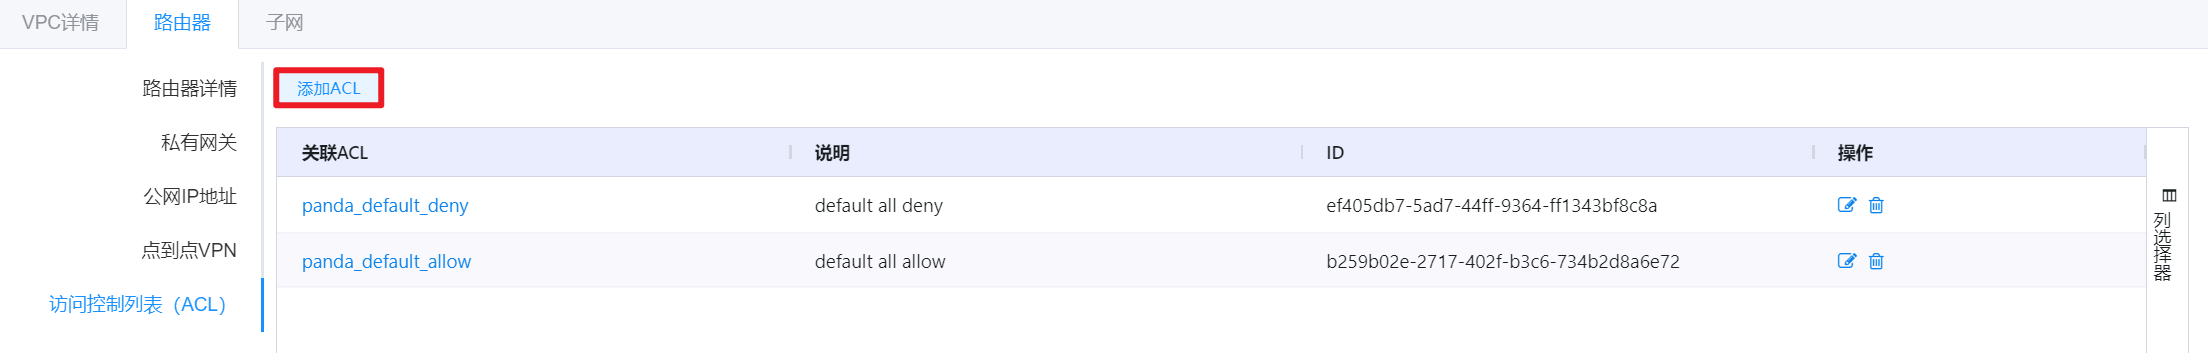 VPC详情 路由器 子网
路由器详情
私有网关
公网IP地址
点到点VPN
访问控制列表（ACL）
添加ACL
关联ACL 说明 ID 操作
panda_default_deny default all deny ef405db7-5ad7-44ff-9364-ff1343bf8c8a
panda_default_allow default all allow b259b02e-2717-402f-b3c6-734b2d8a6e72
列选择器